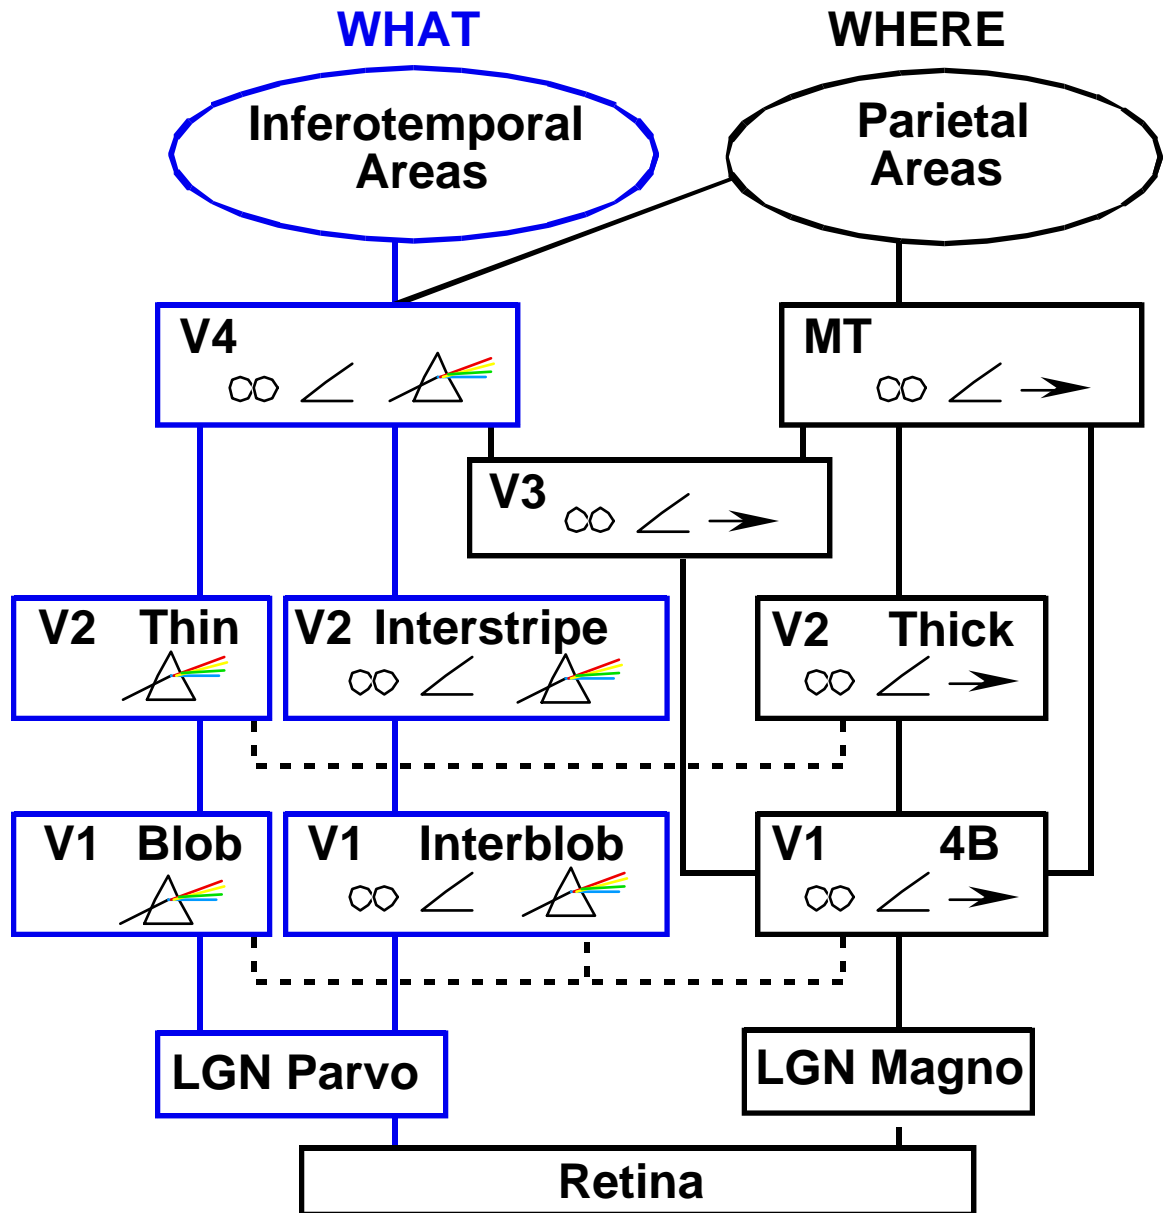 WHAT
WHERE
Inferotemporal
Areas
Parietal
Areas
V4
MT
V3
V2 Thin
V2 Interstripe
V2 Thick
V1 Blob
V1 Interblob
V1 4B
LGN Parvo
LGN Magno
Retina